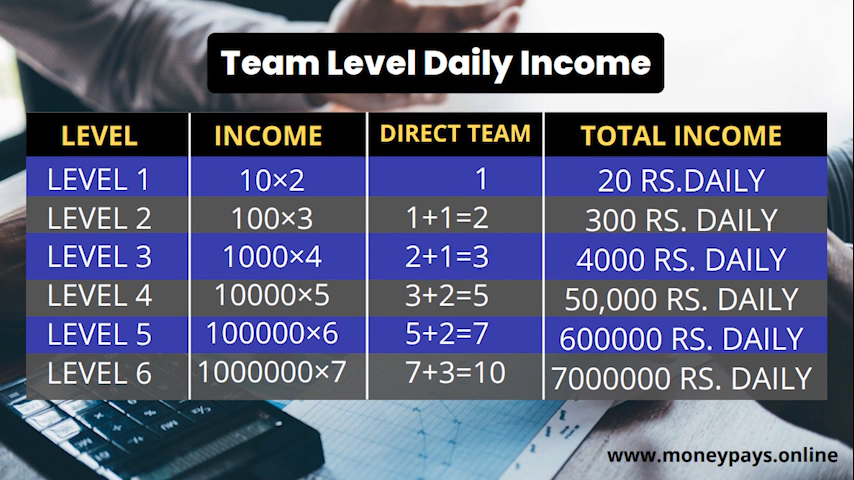 Team Level Daily Income
LEVEL INCOME DIRECT TEAM TOTAL INCOME
LEVEL 1 10×2 1 20 RS.DAILY
LEVEL 2 100×3 1+1=2 300 RS. DAILY
LEVEL 3 1000×4 2+1=3 4000 RS. DAILY
LEVEL 4 10000×5 3+2=5 50,000 RS. DAILY
LEVEL 5 100000×6 5+2=7 600000 RS. DAILY
LEVEL 6 1000000×7 7+3=10 7000000 RS. DAILY
www.moneypays.online